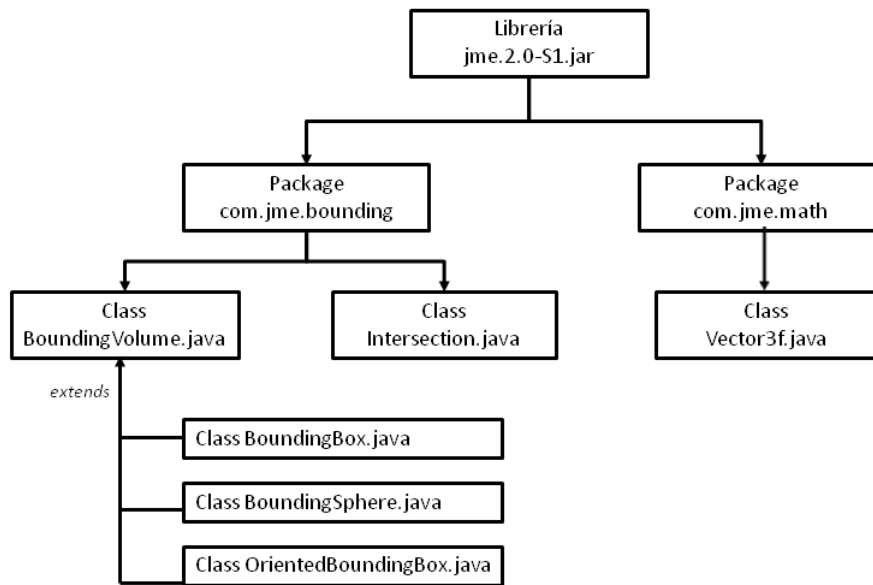 Librería
jme.2.0-S1.jar
Package
com.jme.bounding
Package
com.jme.math
Class
BoundingVolume.java
Class
Intersection.java
Class
Vector3f.java
extends
Class BoundingBox.java
Class BoundingSphere.java
Class OrientedBoundingBox.java